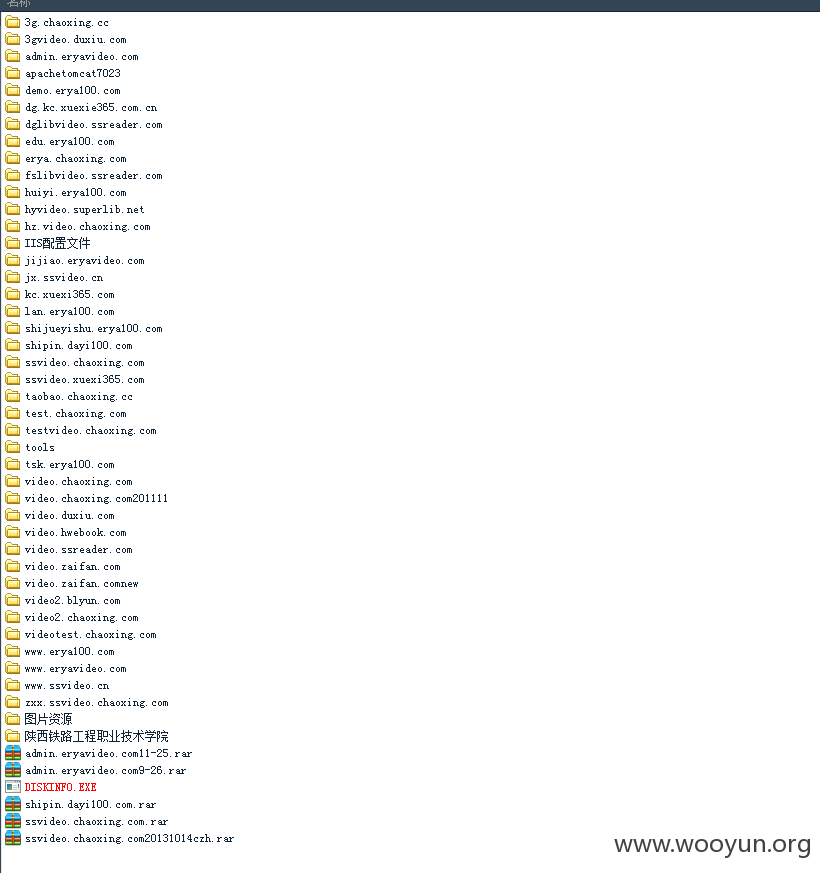 名称
3g.chaoxing.cc
3gvideo.duxiu.com
admin.eryavideo.com
apachetomcat7023
demo.erya100.com
dg.kc.xuexie365.com.cn
dglibvideo.ssreader.com
edu.erya100.com
erya.chaoxing.com
fslibvideo.ssreader.com
huiyi.erya100.com
hyvideo.superlib.net
hz.video.chaoxing.com
IIS配置文件
jijiao.eryavideo.com
jx.ssvideo.cn
kc.xuexi365.com
lan.erya100.com
shijueyishu.erya100.com
shipin.dayi100.com
ssvideo.chaoxing.com
ssvideo.xuexi365.com
taobao.chaoxing.cc
test.chaoxing.com
testvideo.chaoxing.com
tools
tsk.erya100.com
video.chaoxing.com
video.chaoxing.com201111
video.duxiu.com
video.hwebook.com
video.ssreader.com
video.zaifan.com
video.zaifan.comnew
video2.blyun.com
video2.chaoxing.com
videotest.chaoxing.com
www.erya100.com
www.eryavideo.com
www.ssvideo.cn
zxx.ssvideo.chaoxing.com
图片资源
陕西铁路工程职业技术学院
admin.eryavideo.com11-25.rar
admin.eryavideo.com9-26.rar
DISKINFO.EXE
shipin.dayi100.com.rar
ssvideo.chaoxing.com.rar
ssvideo.chaoxing.com20131014czh.rar
www.wooyun.org